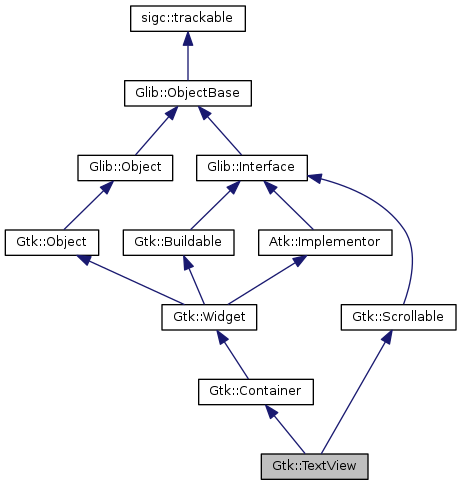 sigc::trackable
Glib::ObjectBase
Glib::Object
Glib::Interface
Gtk::Object
Gtk::Buildable
Atk::Implementor
Gtk::Widget
Gtk::Scrollable
Gtk::Container
Gtk::TextView